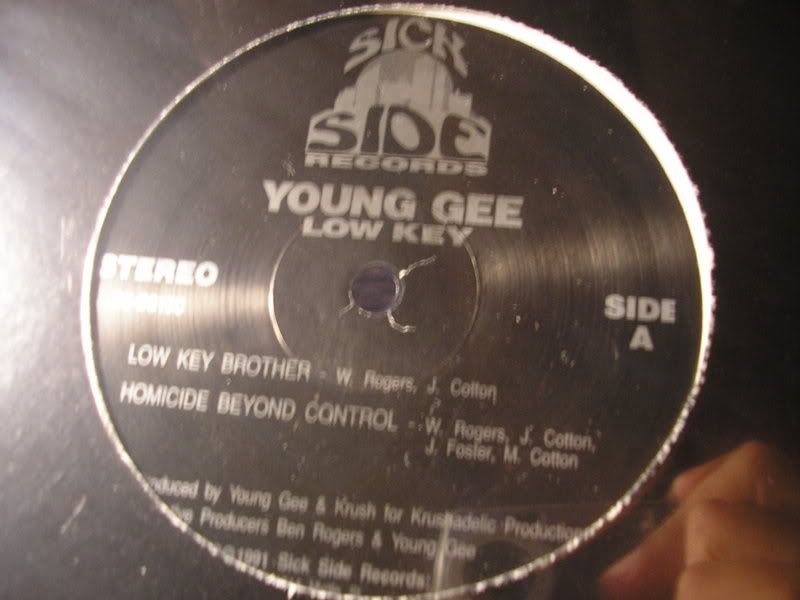 SICK
SIDE
RECORDS
YOUNG GEE
LOW KEY
STEREO
SIDE
A
LOW KEY BROTHER - W. Rogers, J. Cotton
HOMICIDE BEYOND CONTROL - W. Rogers, J. Cotton,
J. Foster, M. Cotton
by Young Gee & Krush for Krushadelic
Producers Ben Rogers & Young Gee
©1991 Sick Side Records